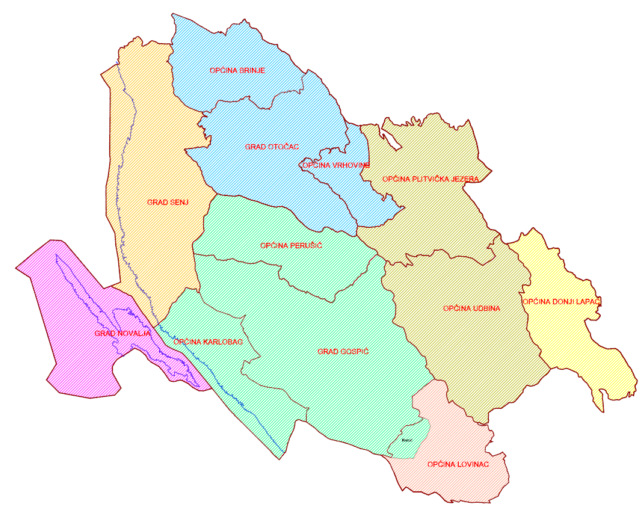 OPĆINA BRINJE
GRAD OTOČAC
OPĆINA VRHOVINE
OPĆINA PLITVIČKA JEZERA
GRAD SENJ
OPĆINA PERUŠIĆ
OPĆINA DONJI LAPAC
OPĆINA UDBINA
GRAD NOVALJA
OPĆINA KARLOBAG
GRAD GOSPIĆ
OPĆINA LOVINAC